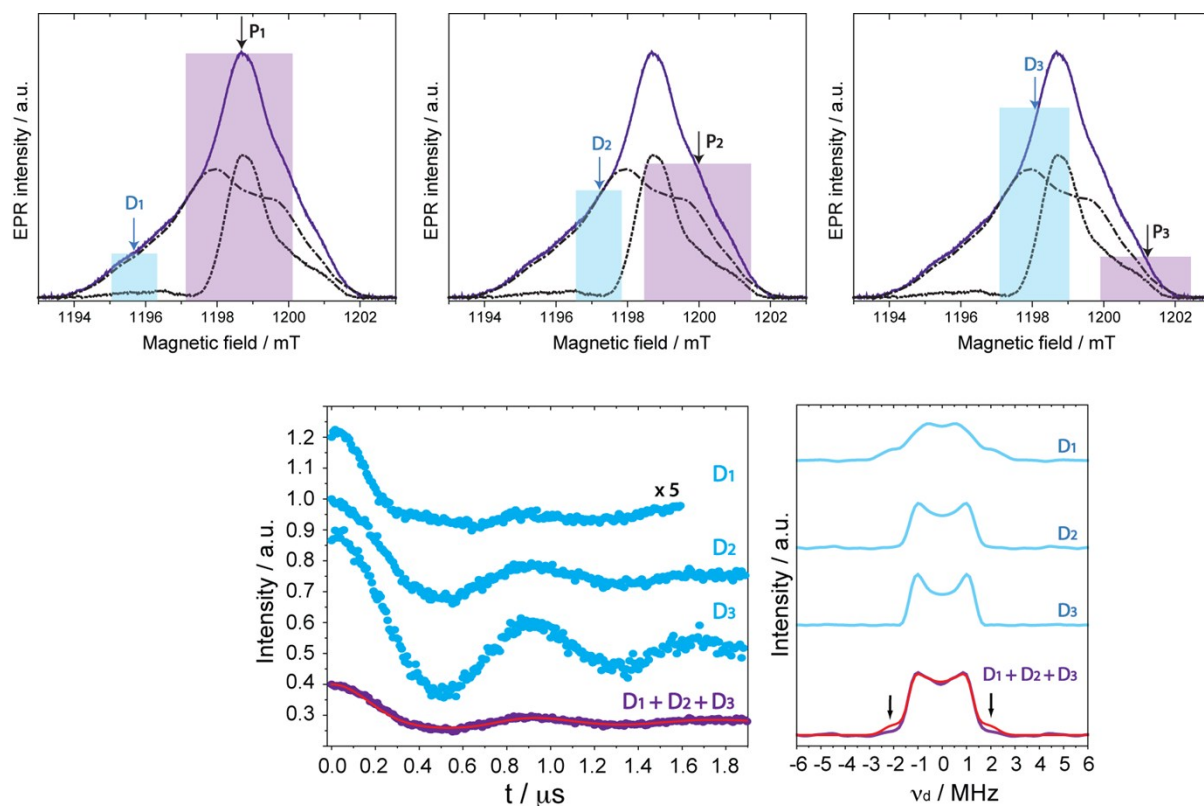 EPR intensity / a.u.
D1
P1
1194 1196 1198 1200 1202
Magnetic field / mT
EPR intensity / a.u.
D2
P2
1194 1196 1198 1200 1202
Magnetic field / mT
EPR intensity / a.u.
D3
P3
1194 1196 1198 1200 1202
Magnetic field / mT
Intensity / a.u.
1.2
1.1
1.0
0.9
0.8
0.7
0.6
0.5
0.4
0.3
D1
x 5
D2
D3
D1 + D2 + D3
0.0 0.2 0.4 0.6 0.8 1.0 1.2 1.4 1.6 1.8
t / μs
Intensity / a.u.
D1
D2
D3
D1 + D2 + D3
-6 -5 -4 -3 -2 -1 0 1 2 3 4 5 6
νd / MHz